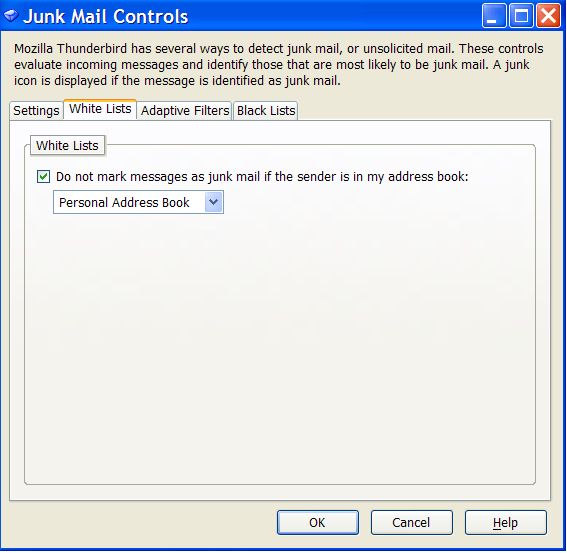 Junk Mail Controls
Mozilla Thunderbird has several ways to detect junk mail, or unsolicited mail. These controls
evaluate incoming messages and identify those that are most likely to be junk mail. A junk
icon is displayed if the message is identified as junk mail.
Settings White Lists Adaptive Filters Black Lists
White Lists
Do not mark messages as junk mail if the sender is in my address book:
Personal Address Book
OK Cancel Help